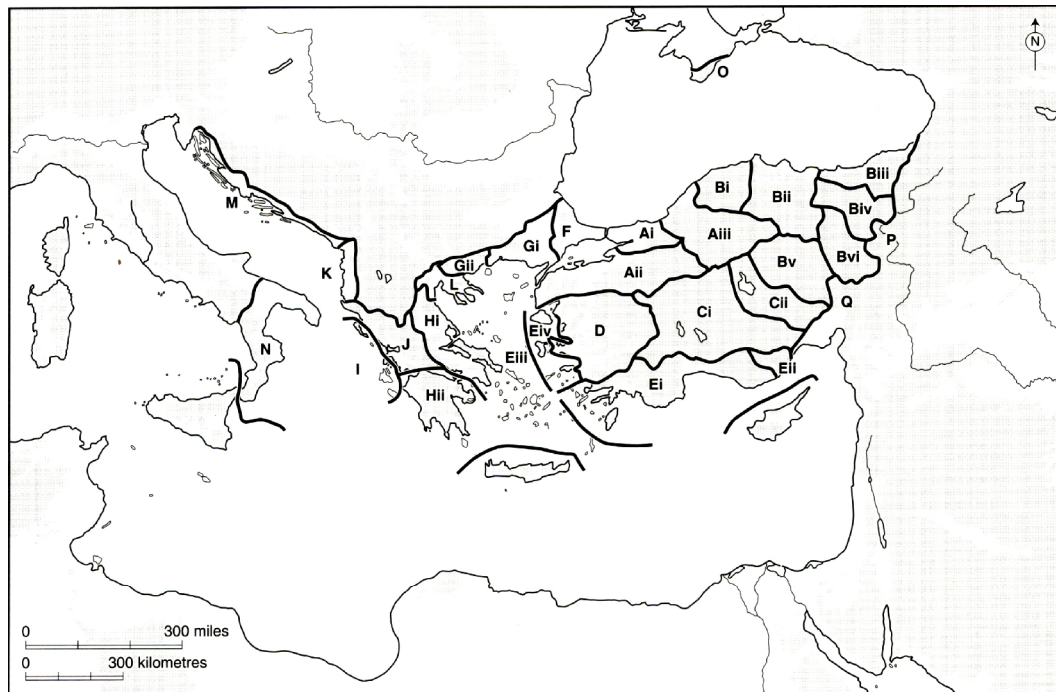 N
O
Biii
Bi
Bii
Biv
M
F
Ai
Aiii
P
Gi
Bvi
Gii
K
Aii
Bv
L
Q
Cii
Hi
Ci
Eiv
D
J
N
Eiii
I
Eii
Hii
Ei
0 300 miles
0 300 kilometres